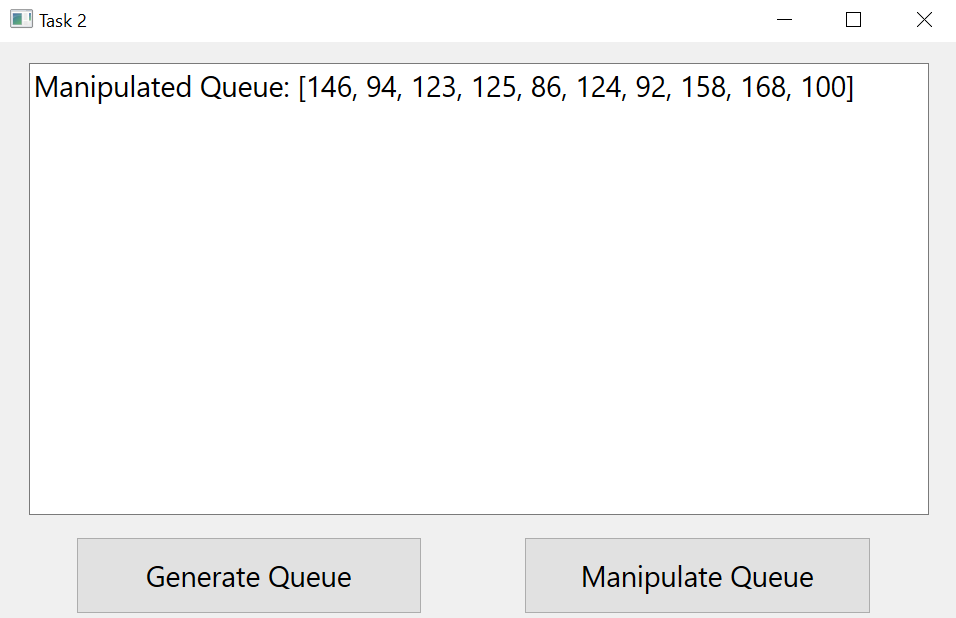 Task 2
Manipulated Queue: [146, 94, 123, 125, 86, 124, 92, 158, 168, 100]
Generate Queue
Manipulate Queue